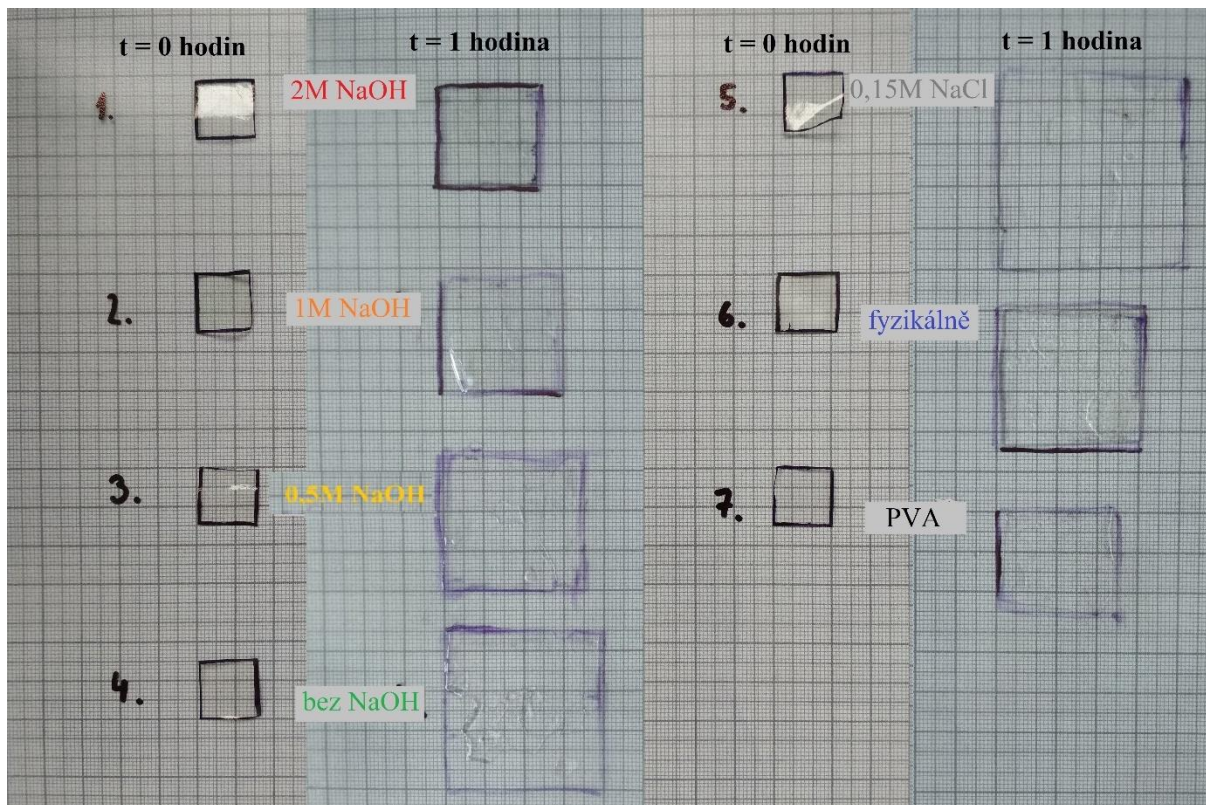 t = 0 hodin
t = 1 hodina
1.
2M NaOH
2.
1M NaOH
3.
0,5M NaOH
4.
bez NaOH
t = 0 hodin
t = 1 hodina
5.
0,15M NaCl
6.
fyzikálně
7.
PVA